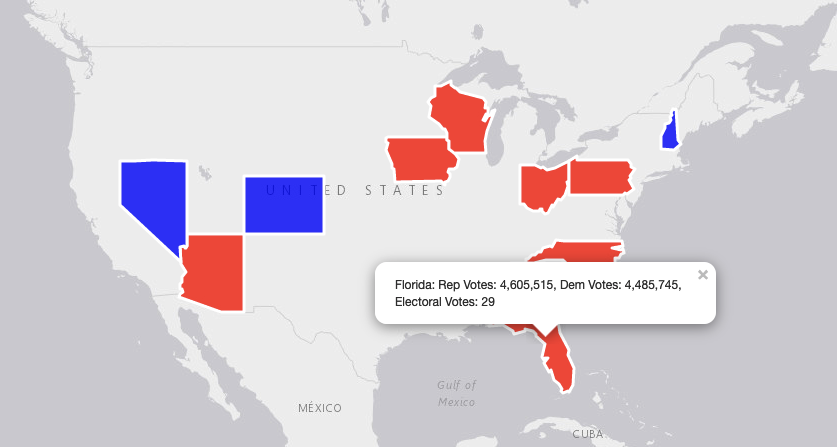 UNITED STATES
×
Florida: Rep Votes: 4,605,515, Dem Votes: 4,485,745,
Electoral Votes: 29
Gulf of
Mexico
MÉXICO
CUBA